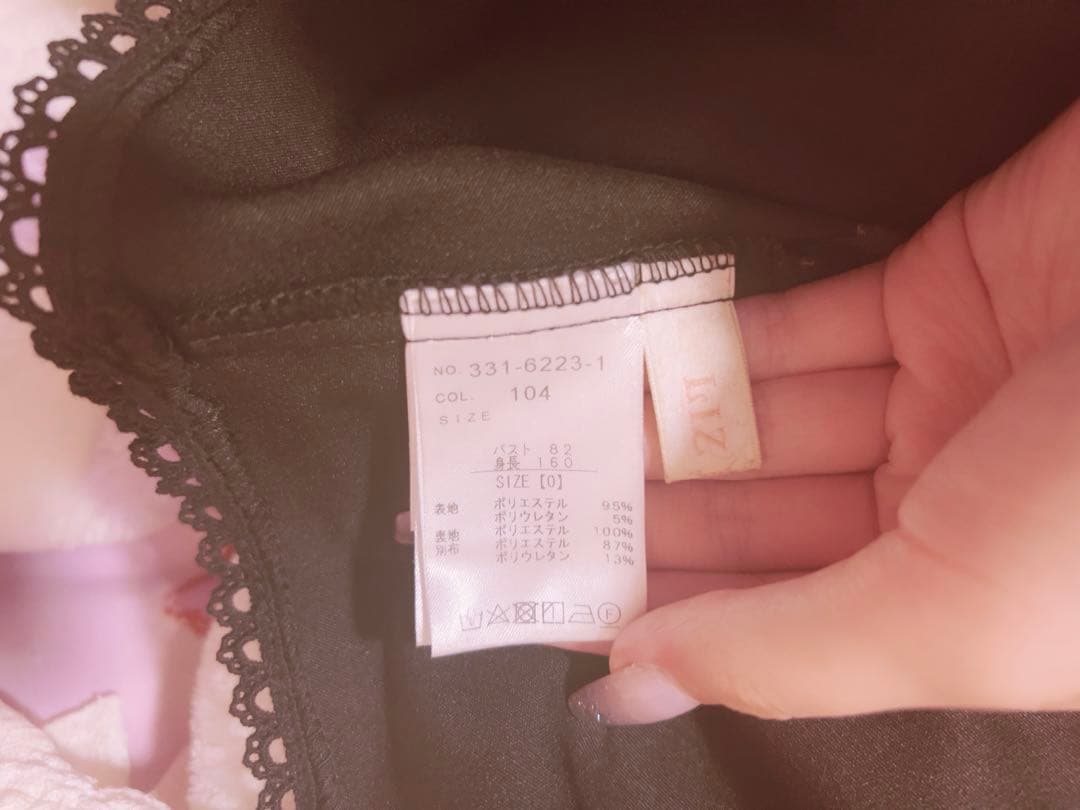 NO. 331-6223-1
COL. 104
SIZE
バスト 82
身長 160
SIZE【0】
表地 ポリエステル 95%
ポリウレタン 5%
裏地 ポリエステル 100%
別布 ポリエステル 87%
ポリウレタン 13%
F